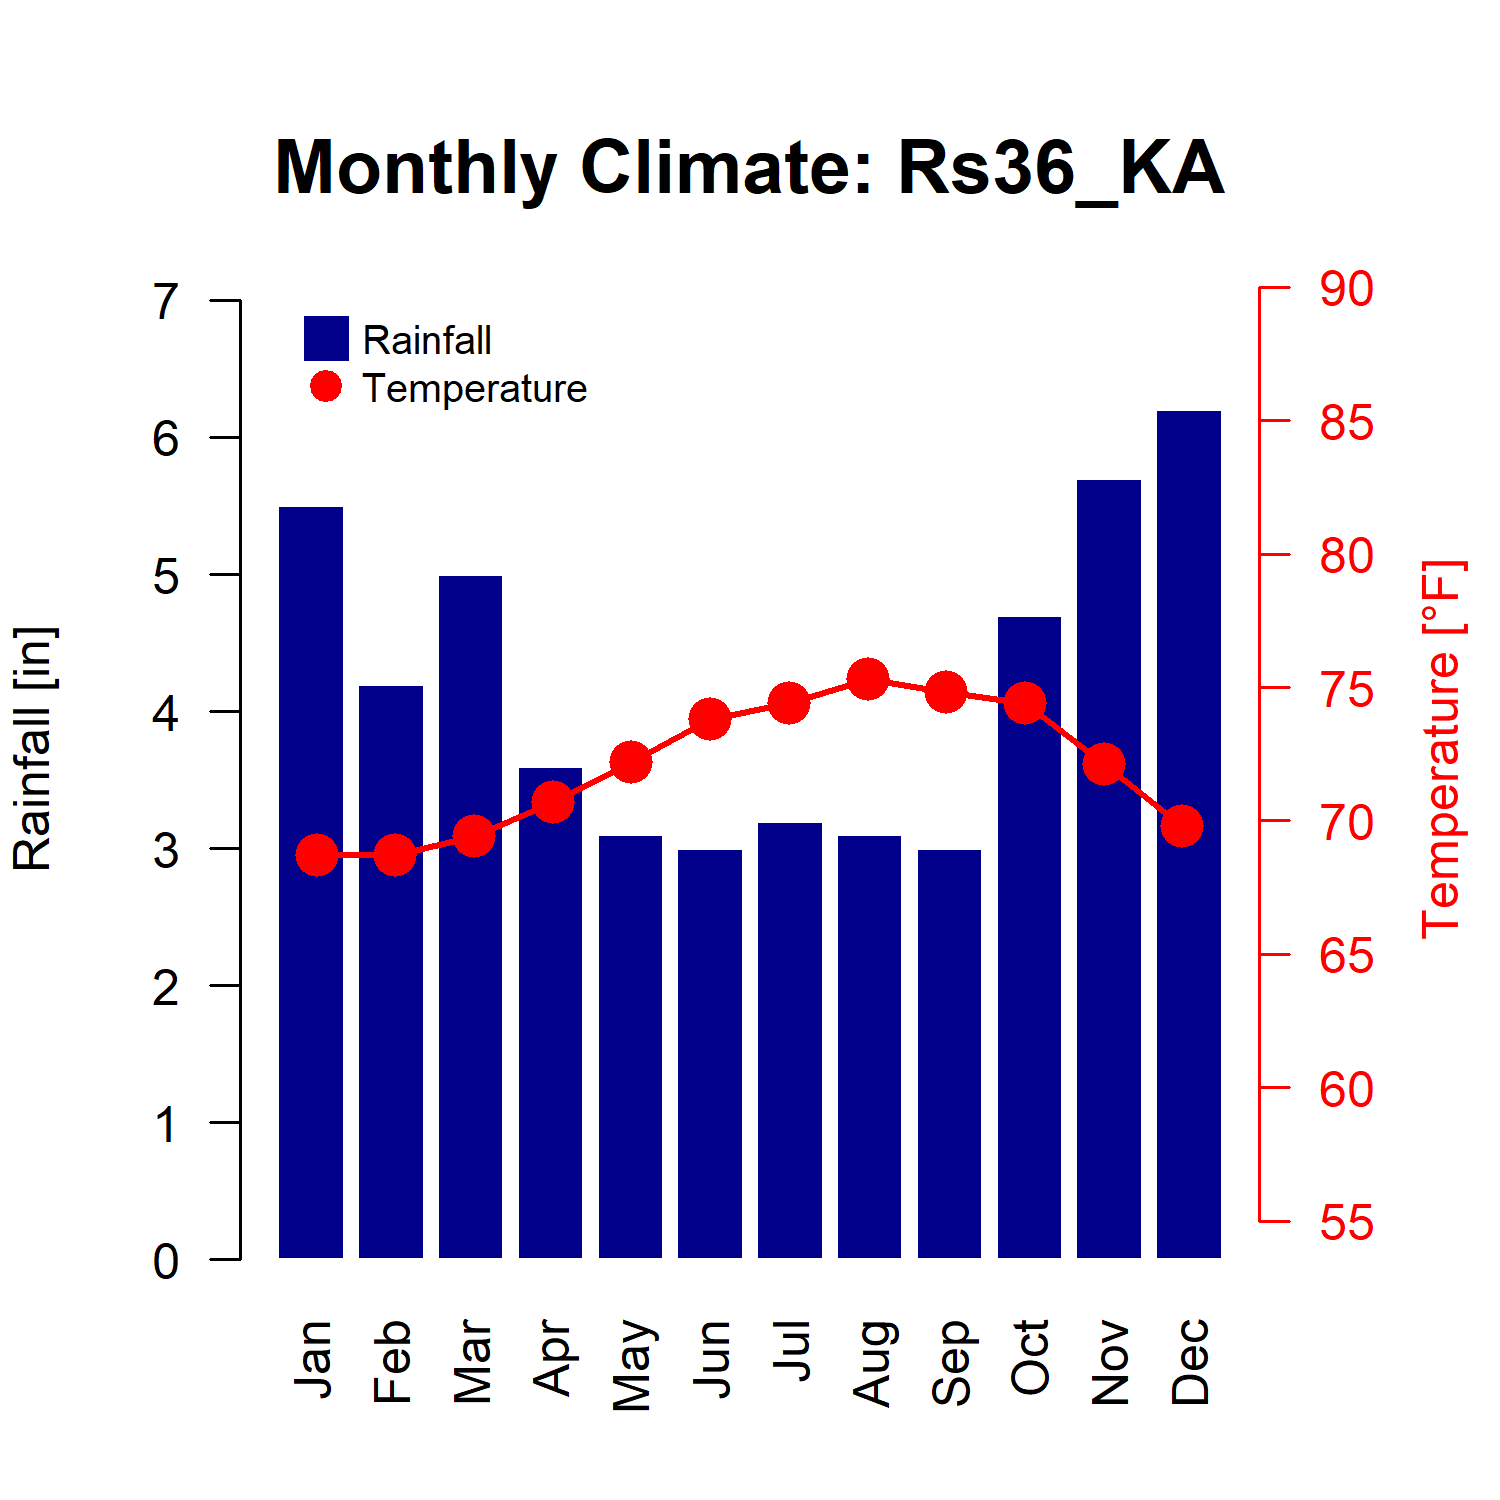 Monthly Climate: Rs36_KA
Rainfall
Temperature
7
6
5
4
3
2
1
0
Rainfall [in]
90
85
80
75
70
65
60
55
Temperature [°F]
Jan
Feb
Mar
Apr
May
Jun
Jul
Aug
Sep
Oct
Nov
Dec